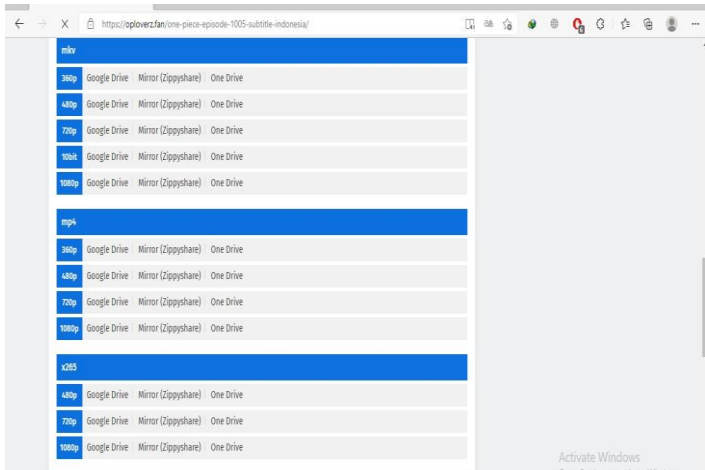 https://oploverz.fan/one-piece-episode-1005-subtitle-indonesia/
mkv
360p Google Drive Mirror (Zippyshare) One Drive
480p Google Drive Mirror (Zippyshare) One Drive
720p Google Drive Mirror (Zippyshare) One Drive
10bit Google Drive Mirror (Zippyshare) One Drive
1080p Google Drive Mirror (Zippyshare) One Drive
mp4
360p Google Drive Mirror (Zippyshare) One Drive
480p Google Drive Mirror (Zippyshare) One Drive
720p Google Drive Mirror (Zippyshare) One Drive
1080p Google Drive Mirror (Zippyshare) One Drive
x265
480p Google Drive Mirror (Zippyshare) One Drive
720p Google Drive Mirror (Zippyshare) One Drive
1080p Google Drive Mirror (Zippyshare) One Drive
Activate Windows